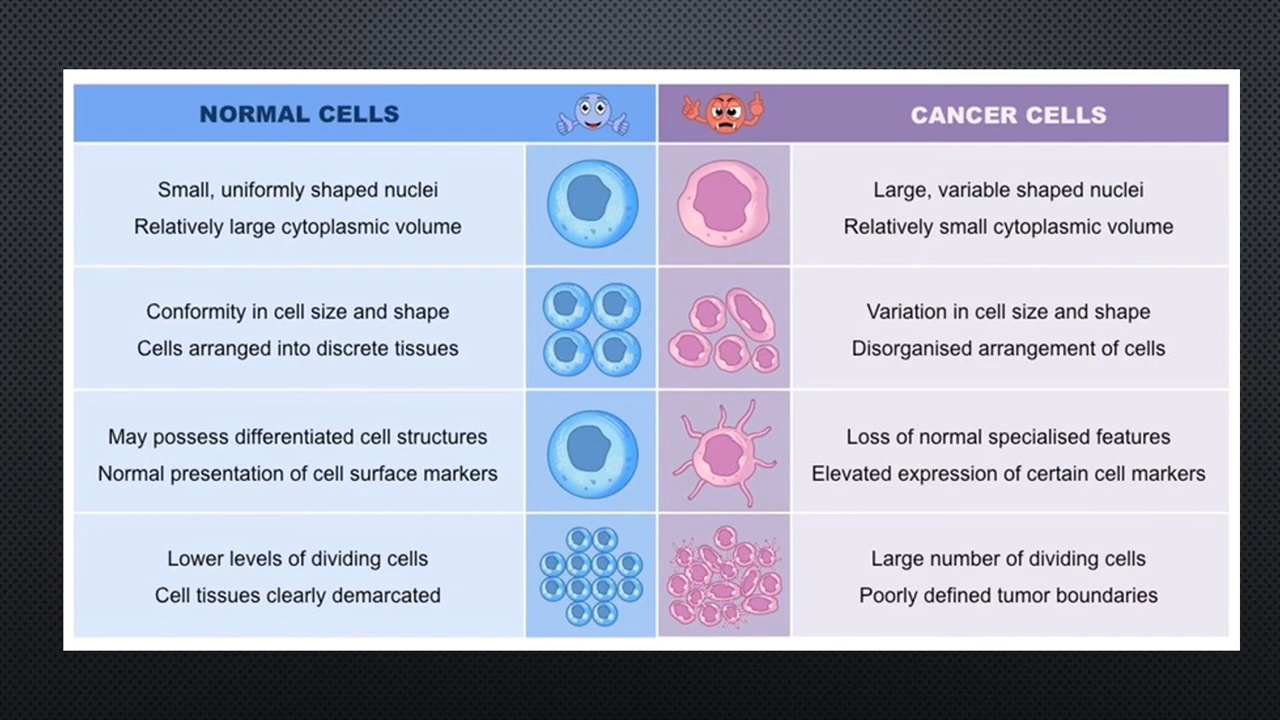 NORMAL CELLS
CANCER CELLS
Small, uniformly shaped nuclei
Relatively large cytoplasmic volume
Large, variable shaped nuclei
Relatively small cytoplasmic volume
Conformity in cell size and shape
Cells arranged into discrete tissues
Variation in cell size and shape
Disorganised arrangement of cells
May possess differentiated cell structures
Normal presentation of cell surface markers
Loss of normal specialised features
Elevated expression of certain cell markers
Lower levels of dividing cells
Cell tissues clearly demarcated
Large number of dividing cells
Poorly defined tumor boundaries